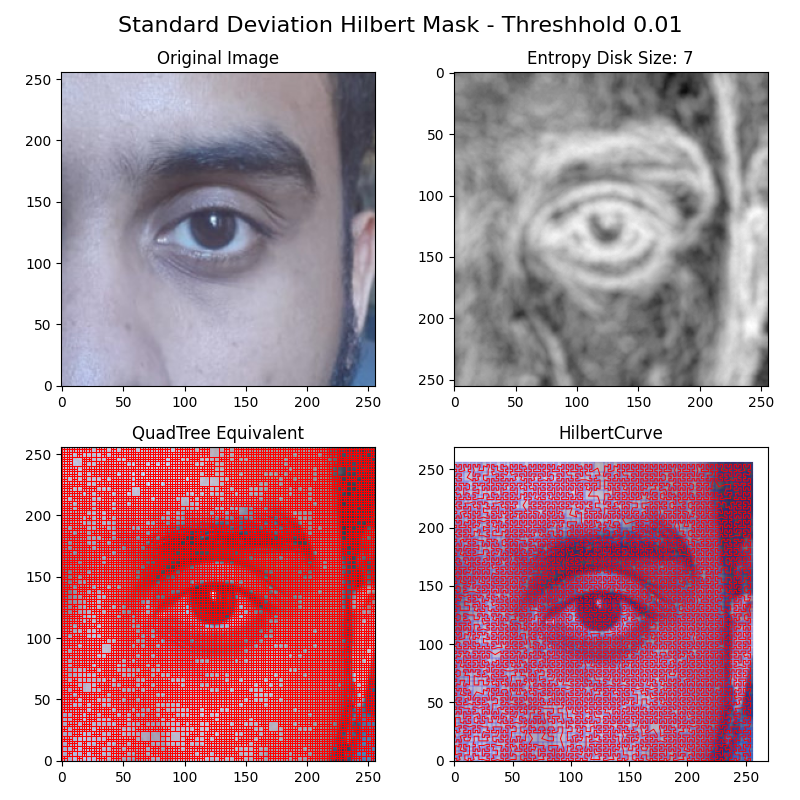 Standard Deviation Hilbert Mask - Threshhold 0.01
Original Image
Entropy Disk Size: 7
250
200
150
100
50
0
0 50 100 150 200 250
0
50
100
150
200
250
0 50 100 150 200 250
QuadTree Equivalent
HilbertCurve
250
200
150
100
50
0
0 50 100 150 200 250
250
200
150
100
50
0
0 50 100 150 200 250